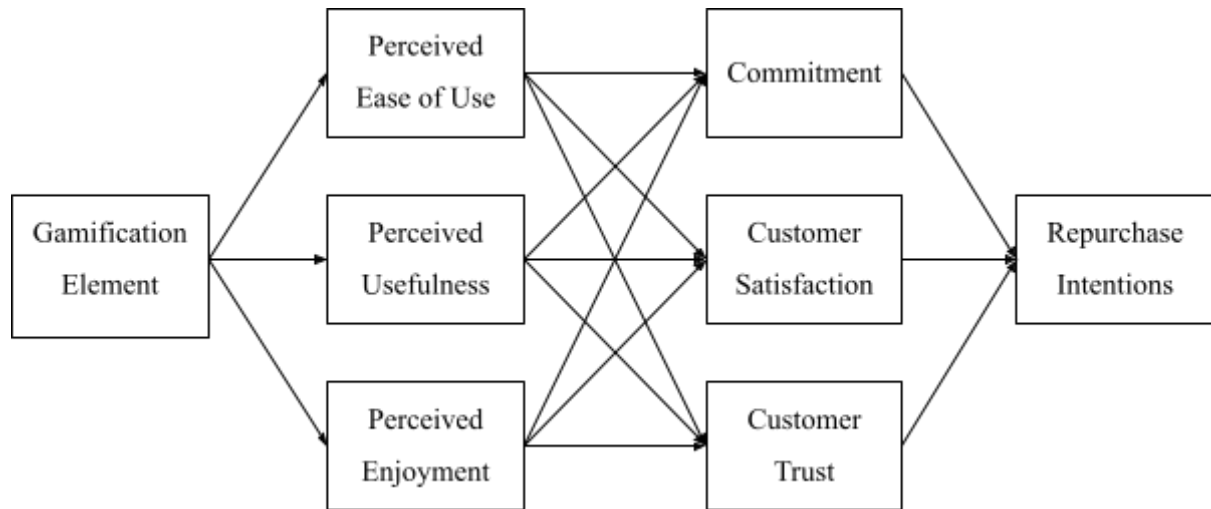 Perceived
Ease of Use
Commitment
Gamification
Element
Perceived
Usefulness
Customer
Satisfaction
Repurchase
Intentions
Perceived
Enjoyment
Customer
Trust